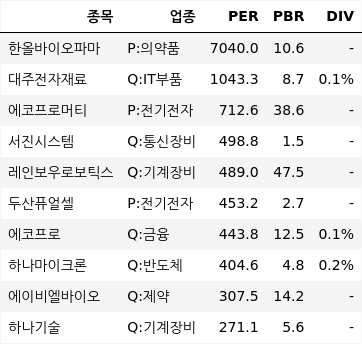 종목 업종 PER PBR DIV
한올바이오파마 P:의약품 7040.0 10.6 -
대주전자재료 Q:IT부품 1043.3 8.7 0.1%
에코프로머티 P:전기전자 712.6 38.6 -
서진시스템 Q:통신장비 498.8 1.5 -
레인보우로보틱스 Q:기계장비 489.0 47.5 -
두산퓨얼셀 P:전기전자 453.2 2.7 -
에코프로 Q:금융 443.8 12.5 0.1%
하나마이크론 Q:반도체 404.6 4.8 0.2%
에이비엘바이오 Q:제약 307.5 14.2 -
하나기술 Q:기계장비 271.1 5.6 -